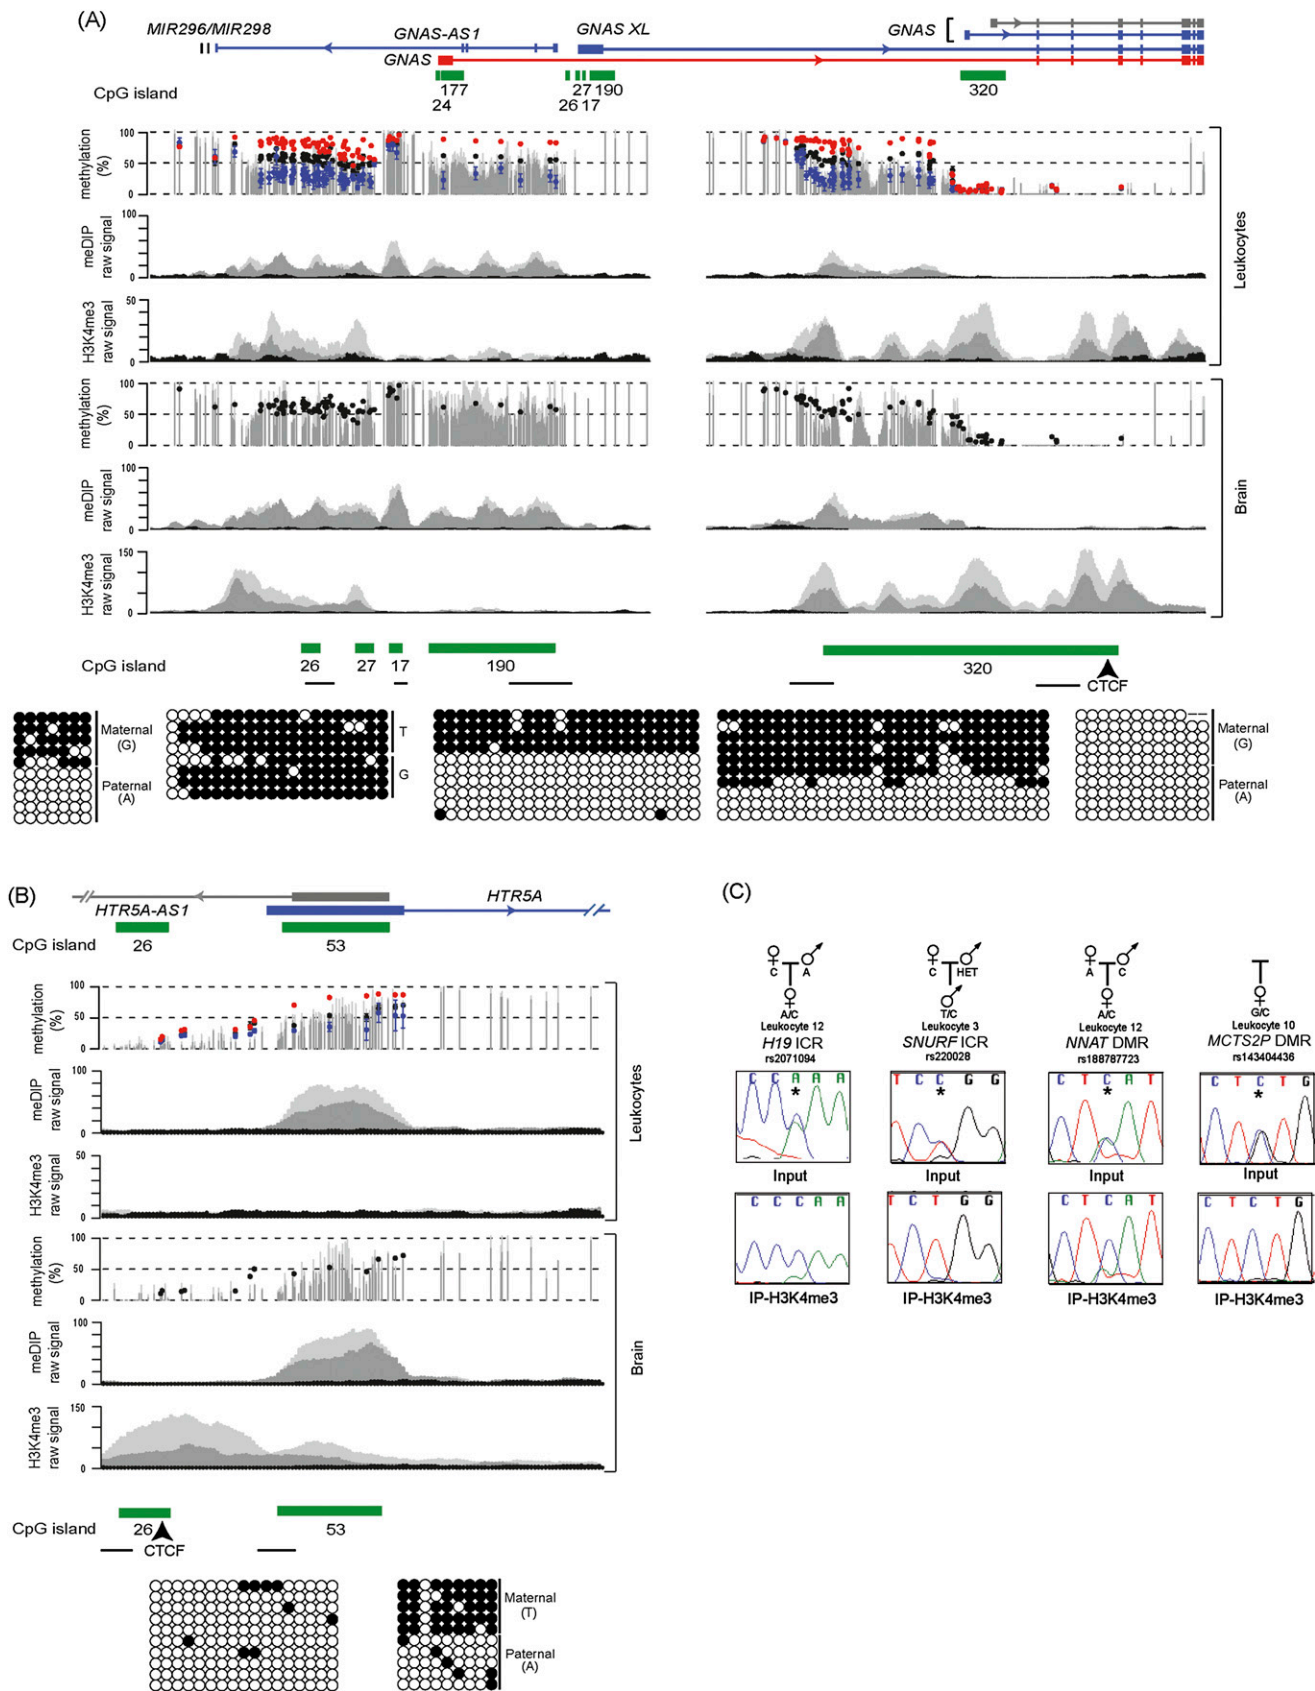 (A)
MIR296/MIR298
GNAS-AS1
GNAS XL
GNAS
GNAS
CpG island
177
24
27 190
26 17
320
methylation
(%)
100
50
0
meDIP
raw signal
100
0
H3K4me3
raw signal
50
0
Leukocytes
methylation
(%)
100
50
0
meDIP
raw signal
100
0
H3K4me3
raw signal
150
0
Brain
CpG island
26
27
17
190
320
CTCF
Maternal
(G)
Paternal
(A)
T
G
Maternal
(G)
Paternal
(A)
(B)
HTR5A-AS1
HTR5A
CpG island
26
53
methylation
(%)
100
50
0
meDIP
raw signal
100
0
H3K4me3
raw signal
50
0
Leukocytes
methylation
(%)
100
50
0
meDIP
raw signal
100
0
H3K4me3
raw signal
150
0
Brain
CpG island
26
53
CTCF
Maternal
(T)
Paternal
(A)
(C)
C A
A/C
Leukocyte 12
H19 ICR
rs2071094
C C A A A
*
Input
C C C A A
IP-H3K4me3
C HET
T/C
Leukocyte 3
SNURF ICR
rs220028
T C C G G
*
Input
T C T G G
IP-H3K4me3
A C
A/C
Leukocyte 12
NNAT DMR
rs188787723
C T C A T
*
Input
C T C A T
IP-H3K4me3
G/C
Leukocyte 10
MCTS2P DMR
rs143404436
C T C T G
*
Input
C T C T G
IP-H3K4me3